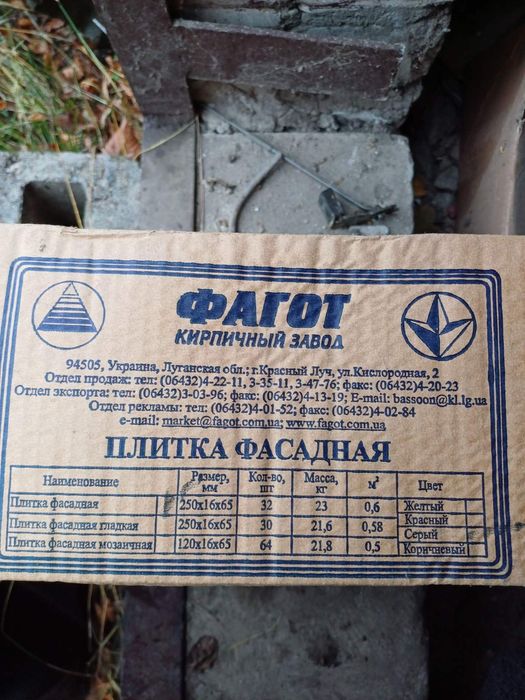 ФАГОТ
КИРПИЧНЫЙ ЗАВОД
94505, Украина, Луганская обл.; г.Красный Луч, ул.Кислородная, 2
Отдел продаж: тел: (06432)4-22-11, 3-35-11, 3-47-76; факс: (06432)4-20-23
Отдел экспорта: тел.: (06432)3-03-96; факс: (06432)4-13-19; E-mail: bassoon@kl.lg.ua
Отдел рекламы: тел.: (06432)4-01-52; факс: (06432)4-02-84
e-mail: market@fagot.com.ua; www.fagot.com.ua
ПЛИТКА ФАСАДНАЯ
Наименование Размер, мм Кол-во, шт Масса, кг м² Цвет
Плитка фасадная 250х16х65 32 23 0,6 Желтый
Плитка фасадная гладкая 250х16х65 30 21,6 0,58 Красный
Серый
Плитка фасадная мозаичная 120х16х65 64 21,8 0,5 Коричневый